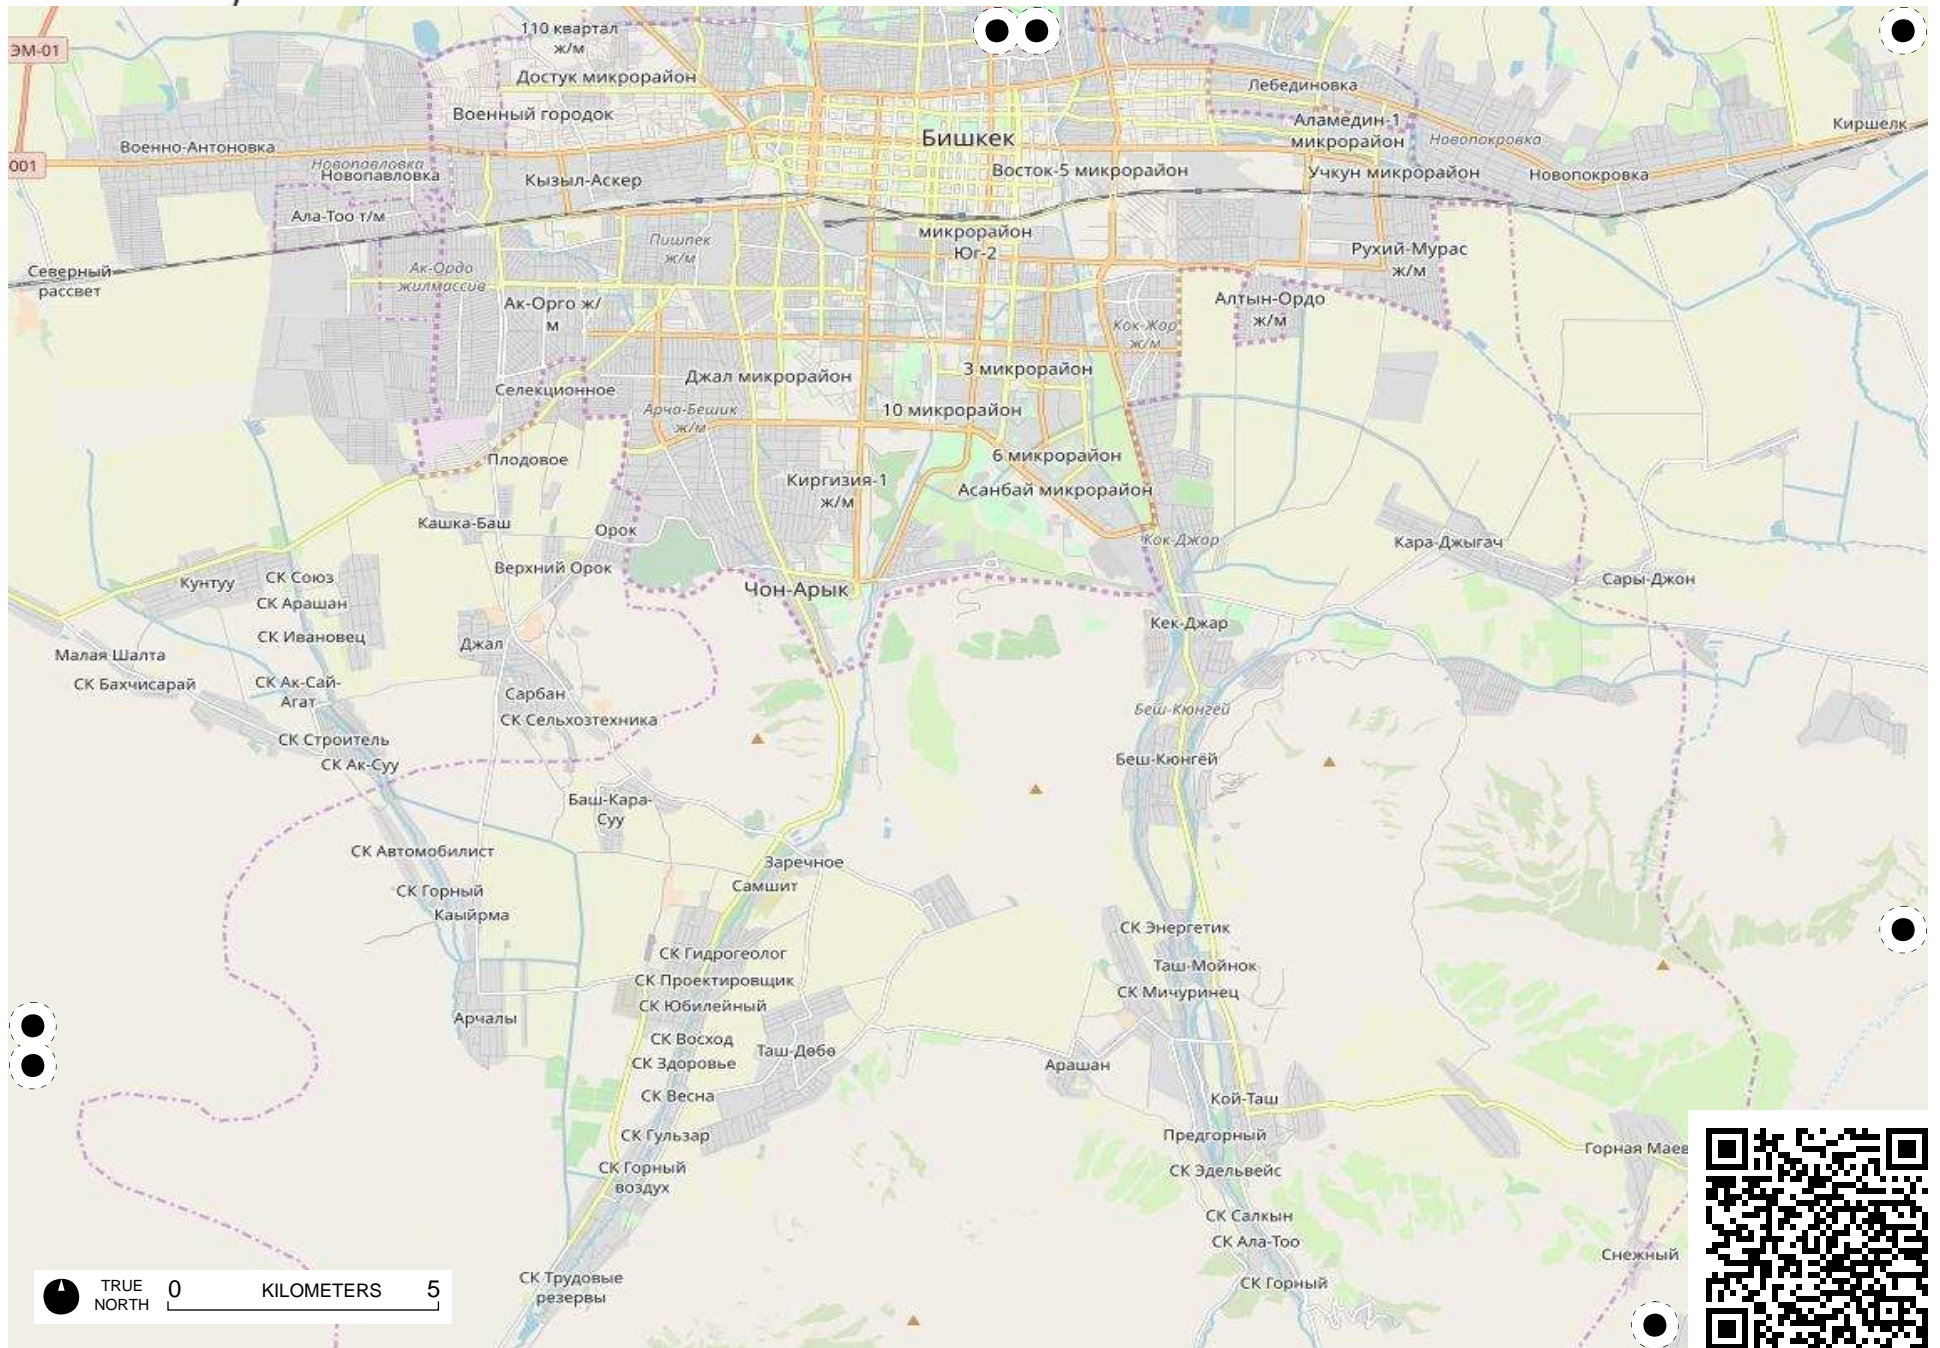 110 квартал
ж/м
ЭМ-01
Достук микрорайон
Лебединовка
Военный городок
Аламедин-1
микрорайон
Киршелк
Бишкек
Новопокровка
Военно-Антоновка
001
Новопавловка
Новопавловка
Кызыл-Аскер
Восток-5 микрорайон
Учкун микрорайон
Новопокровка
Ала-Тоо т/м
Пишпек
ж/м
микрорайон
Юг-2
Рухий-Мурас
ж/м
Северный
рассвет
Ак-Ордо
жилмассив
Ак-Орго ж/
м
Алтын-Ордо
ж/м
Кок-Жар
ж/м
Селекционное
Джал микрорайон
3 микрорайон
Арча-Бешик
ж/м
10 микрорайон
Плодовое
6 микрорайон
Киргизия-1
ж/м
Асанбай микрорайон
Кашка-Баш
Орок
Кок-Джар
Кара-Джыгач
Верхний Орок
Кунтуу
СК Союз
Сары-Джон
Чон-Арык
СК Арашан
СК Ивановец
Джал
Кек-Джар
Малая Шалта
СК Бахчисарай
СК Ак-Сай-
Агат
Сарбан
СК Сельхозтехника
Беш-Кюнгей
СК Строитель
СК Ак-Суу
Беш-Кюнгёй
Баш-Кара-
Суу
СК Автомобилист
Заречное
Самшит
СК Горный
Каыйрма
СК Энергетик
СК Гидрогеолог
Таш-Мойнок
СК Проектировщик
СК Мичуринец
СК Юбилейный
Арчалы
СК Восход
Таш-Дөбө
СК Здоровье
Арашан
СК Весна
Кой-Таш
СК Гульзар
Предгорный
Горная Маев
СК Горный
воздух
СК Эдельвейс
СК Салкын
СК Ала-Тоо
Снежный
СК Трудовые
резервы
СК Горный
TRUE
NORTH
0 KILOMETERS 5